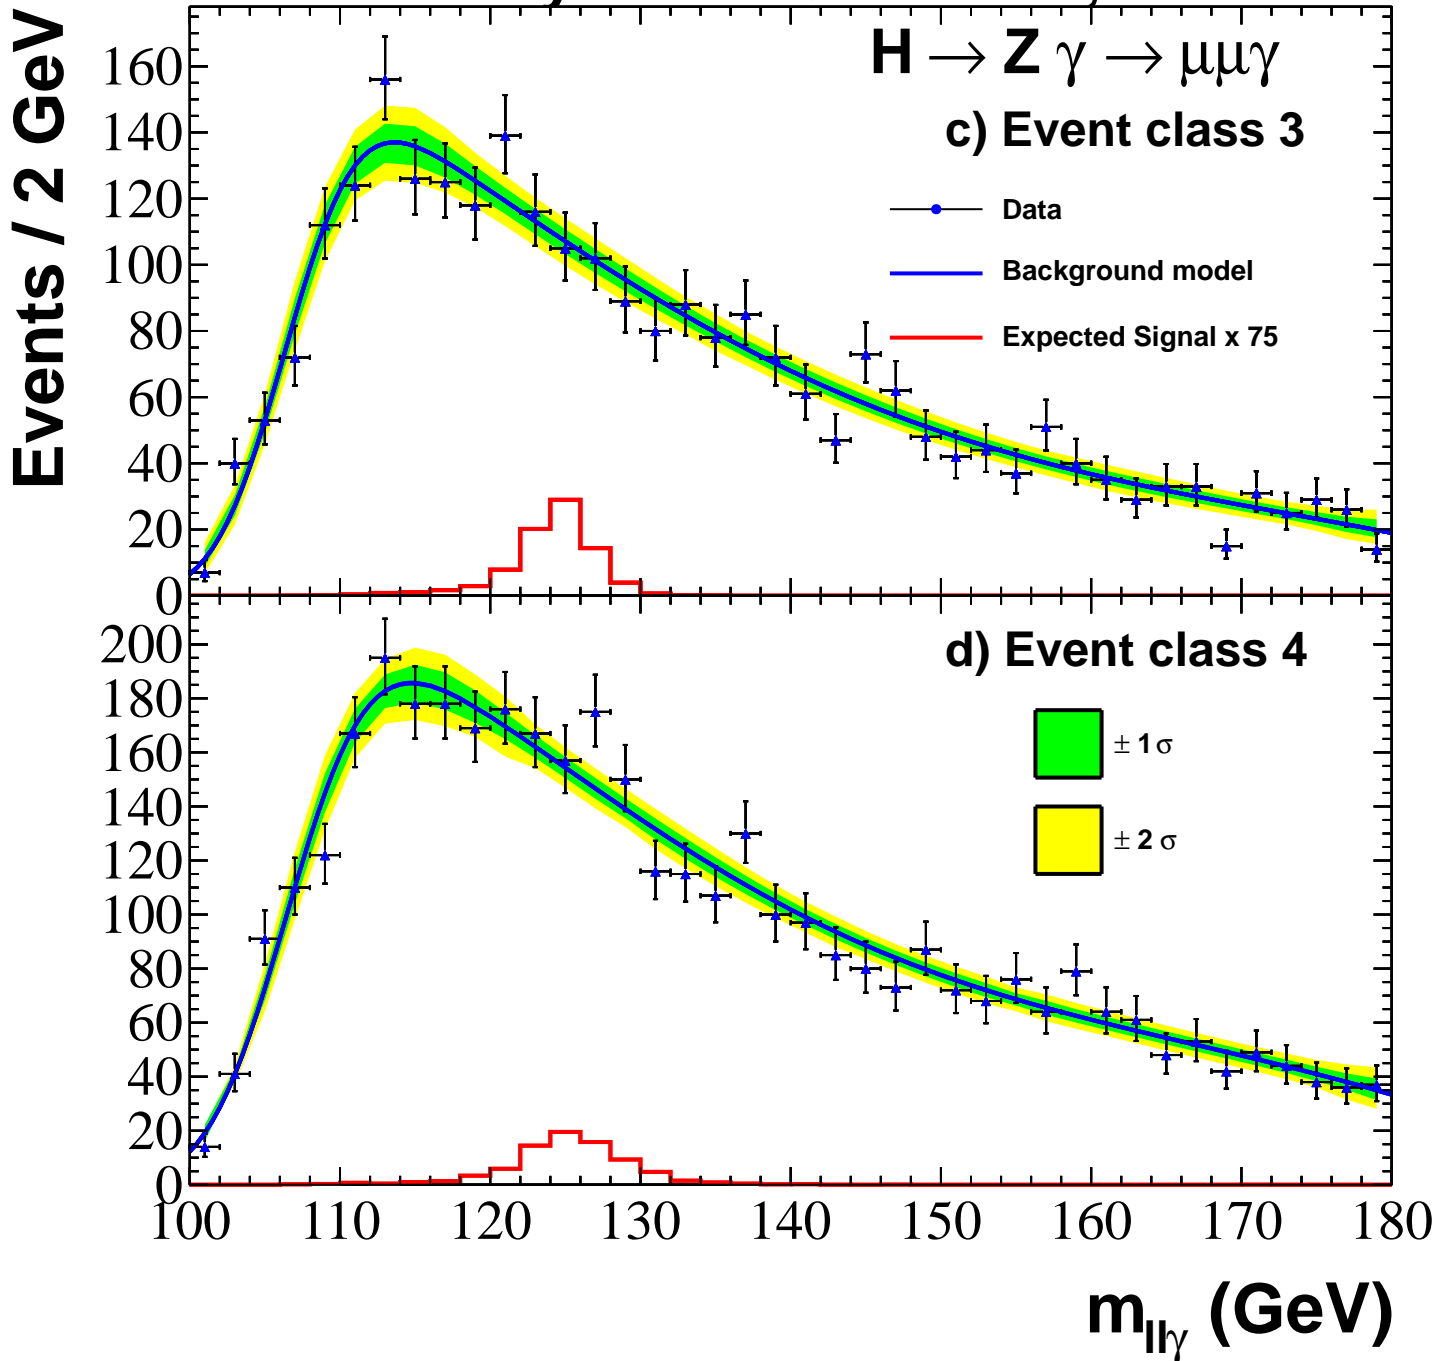 H → Z γ → μμγ
c) Event class 3
Data
Background model
Expected Signal x 75
Events / 2 GeV
160
140
120
100
80
60
40
20
0
d) Event class 4
± 1 σ
± 2 σ
200
180
160
140
120
100
80
60
40
20
0
100 110 120 130 140 150 160 170 180
m_llγ (GeV)